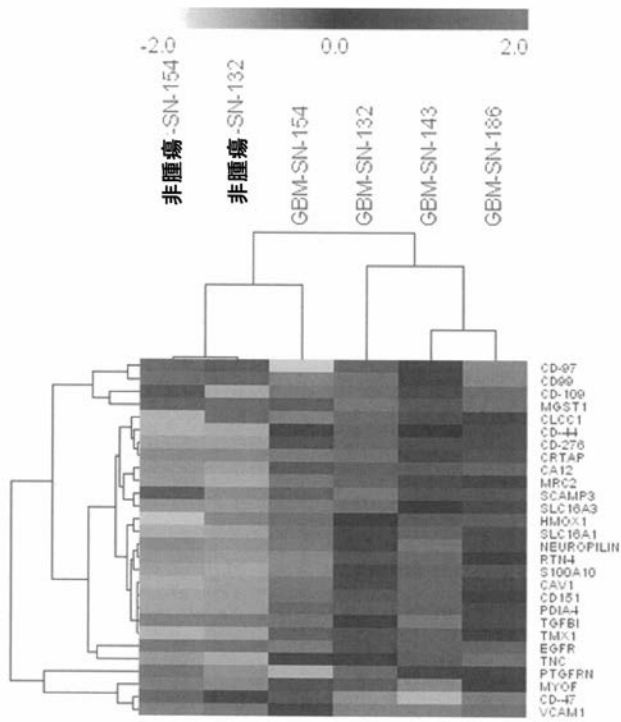 -2.0 0.0 2.0
非腫瘍-SN-154
非腫瘍-SN-132
GBM-SN-154
GBM-SN-132
GBM-SN-143
GBM-SN-186
CD-97
CD99
CD-109
MGST1
CLCC1
CD-44
CD-276
CRTAP
CA12
MRC2
SCAMP3
SLC16A3
HMOX1
SLC16A1
NEUROPILIN
RTN4
S100A10
CAV1
CD151
PDIA4
TGFBI
TMX1
EGFR
TNC
PTGFRN
MYOF
CD-47
VCAM1